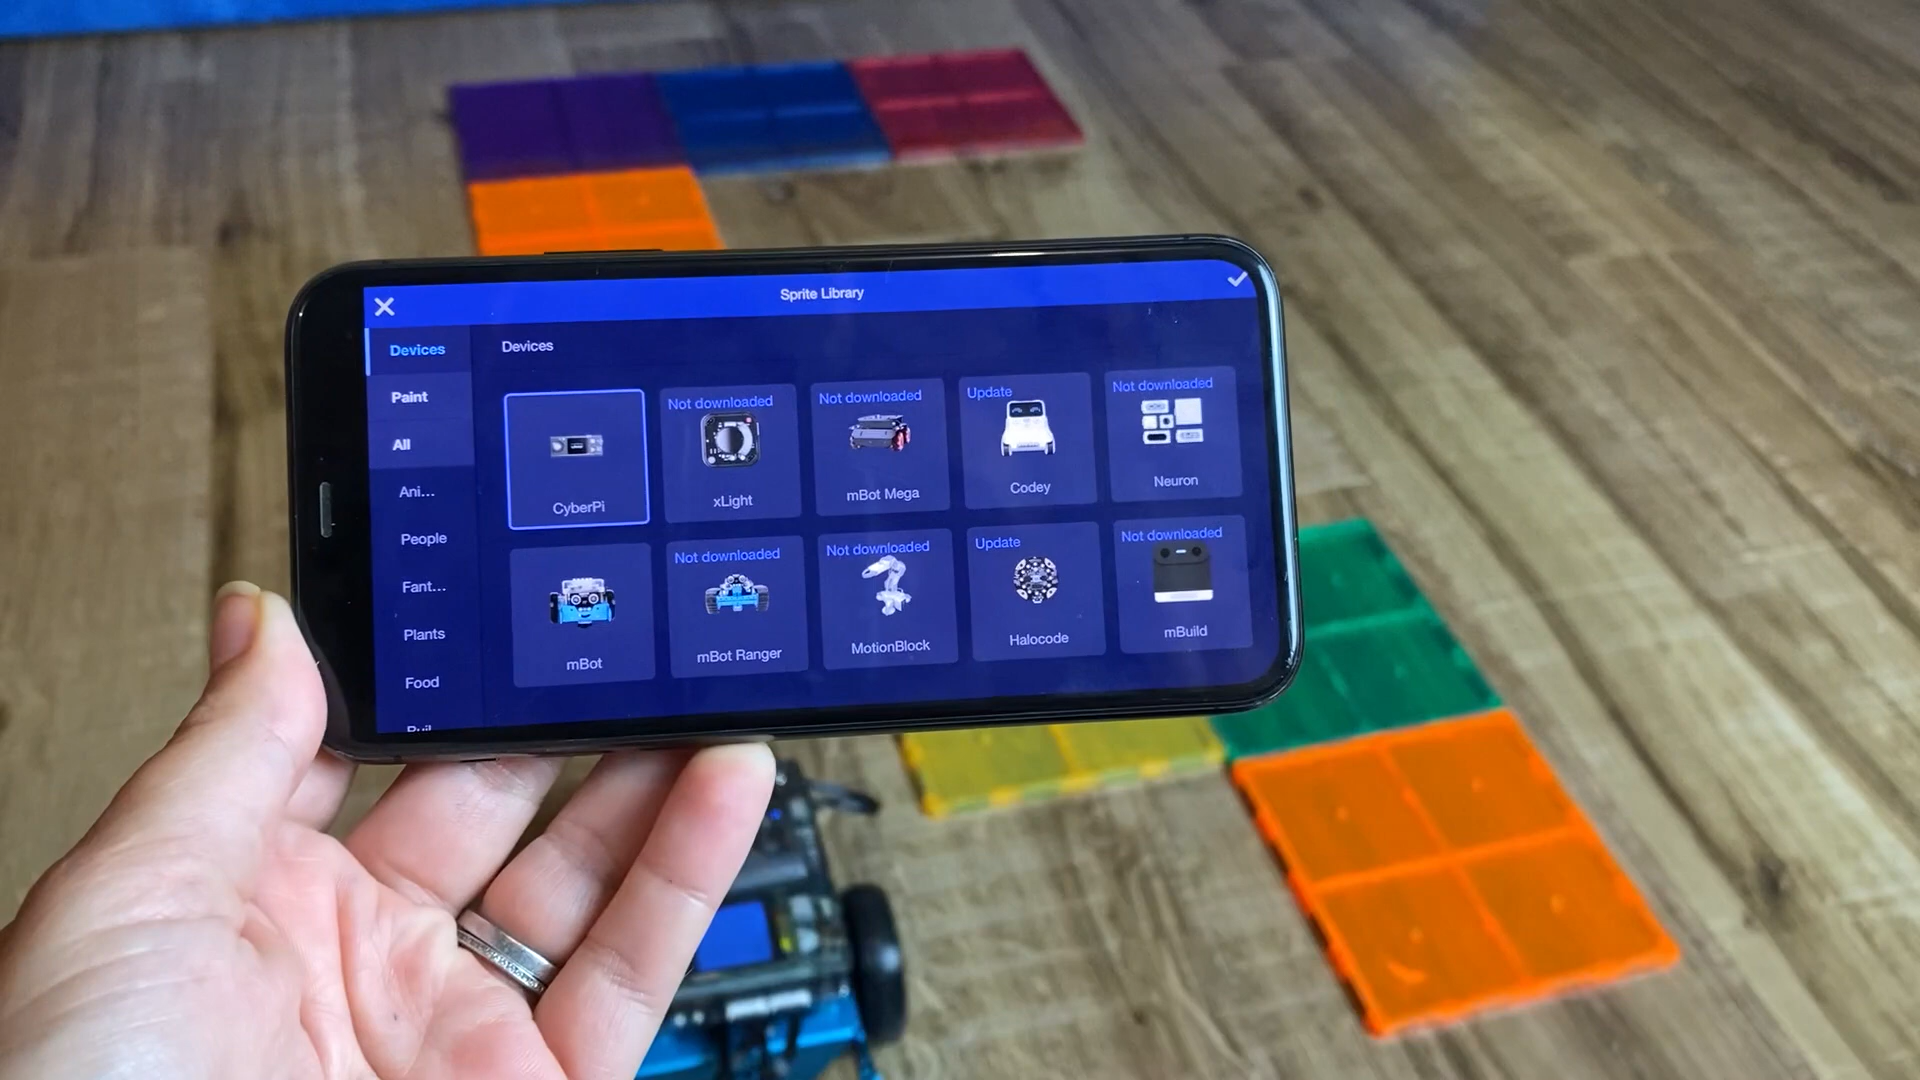 Sprite Library
Devices
Paint
All
Ani...
People
Fant...
Plants
Food
Devices
CyberPi
Not downloaded
xLight
Not downloaded
mBot Mega
Update
Codey
Not downloaded
Neuron
mBot
Not downloaded
mBot Ranger
Not downloaded
MotionBlock
Update
Halocode
Not downloaded
mBuild